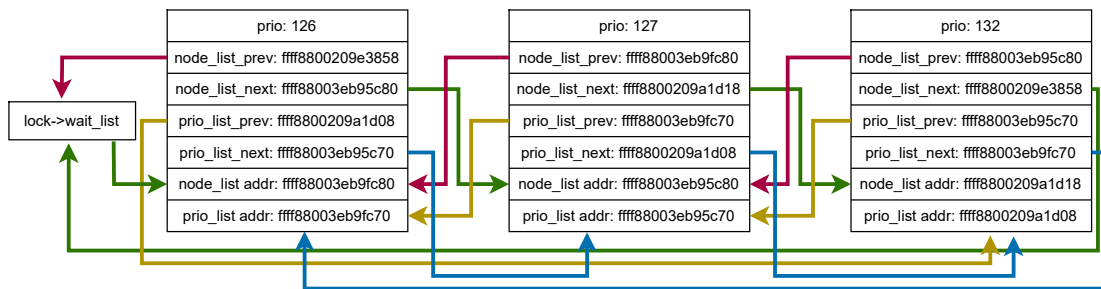 prio: 126
node_list_prev: ffff8800209e3858
node_list_next: ffff88003eb95c80
prio_list_prev: ffff8800209a1d08
prio_list_next: ffff88003eb95c70
node_list addr: ffff88003eb9fc80
prio_list addr: ffff88003eb9fc70
prio: 127
node_list_prev: ffff88003eb9fc80
node_list_next: ffff8800209a1d18
prio_list_prev: ffff88003eb9fc70
prio_list_next: ffff8800209a1d08
node_list addr: ffff88003eb95c80
prio_list addr: ffff88003eb95c70
prio: 132
node_list_prev: ffff88003eb95c80
node_list_next: ffff8800209e3858
prio_list_prev: ffff88003eb95c70
prio_list_next: ffff88003eb9fc70
node_list addr: ffff8800209a1d18
prio_list addr: ffff8800209a1d08
lock->wait_list